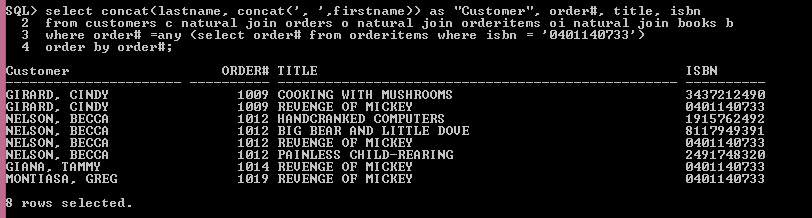 SQL> select concat(lastname, concat(', ',firstname)) as "Customer", order#, title, isbn
2 from customers c natural join orders o natural join orderitems oi natural join books b
3 where order# =any (select order# from orderitems where isbn = '0401140733')
4 order by order#;
Customer ORDER# TITLE ISBN
GIRARD, CINDY 1009 COOKING WITH MUSHROOMS 3437212490
GIRARD, CINDY 1009 REVENGE OF MICKEY 0401140733
NELSON, BECCA 1012 HANDCRANKED COMPUTERS 1915762492
NELSON, BECCA 1012 BIG BEAR AND LITTLE DOVE 8117949391
NELSON, BECCA 1012 REVENGE OF MICKEY 0401140733
NELSON, BECCA 1012 PAINLESS CHILD-REARING 2491748320
GIANA, TAMMY 1014 REVENGE OF MICKEY 0401140733
MONTIASA, GREG 1019 REVENGE OF MICKEY 0401140733
8 rows selected.